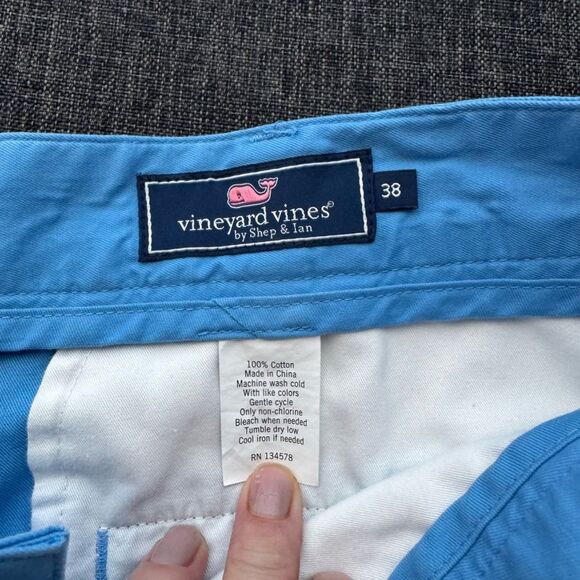 vineyard vines®
by Shep & Ian
38
100% Cotton
Made in China
Machine wash cold
With like colors
Gentle cycle
Only non-chlorine
Bleach when needed
Tumble dry low
Cool iron if needed
RN 134578